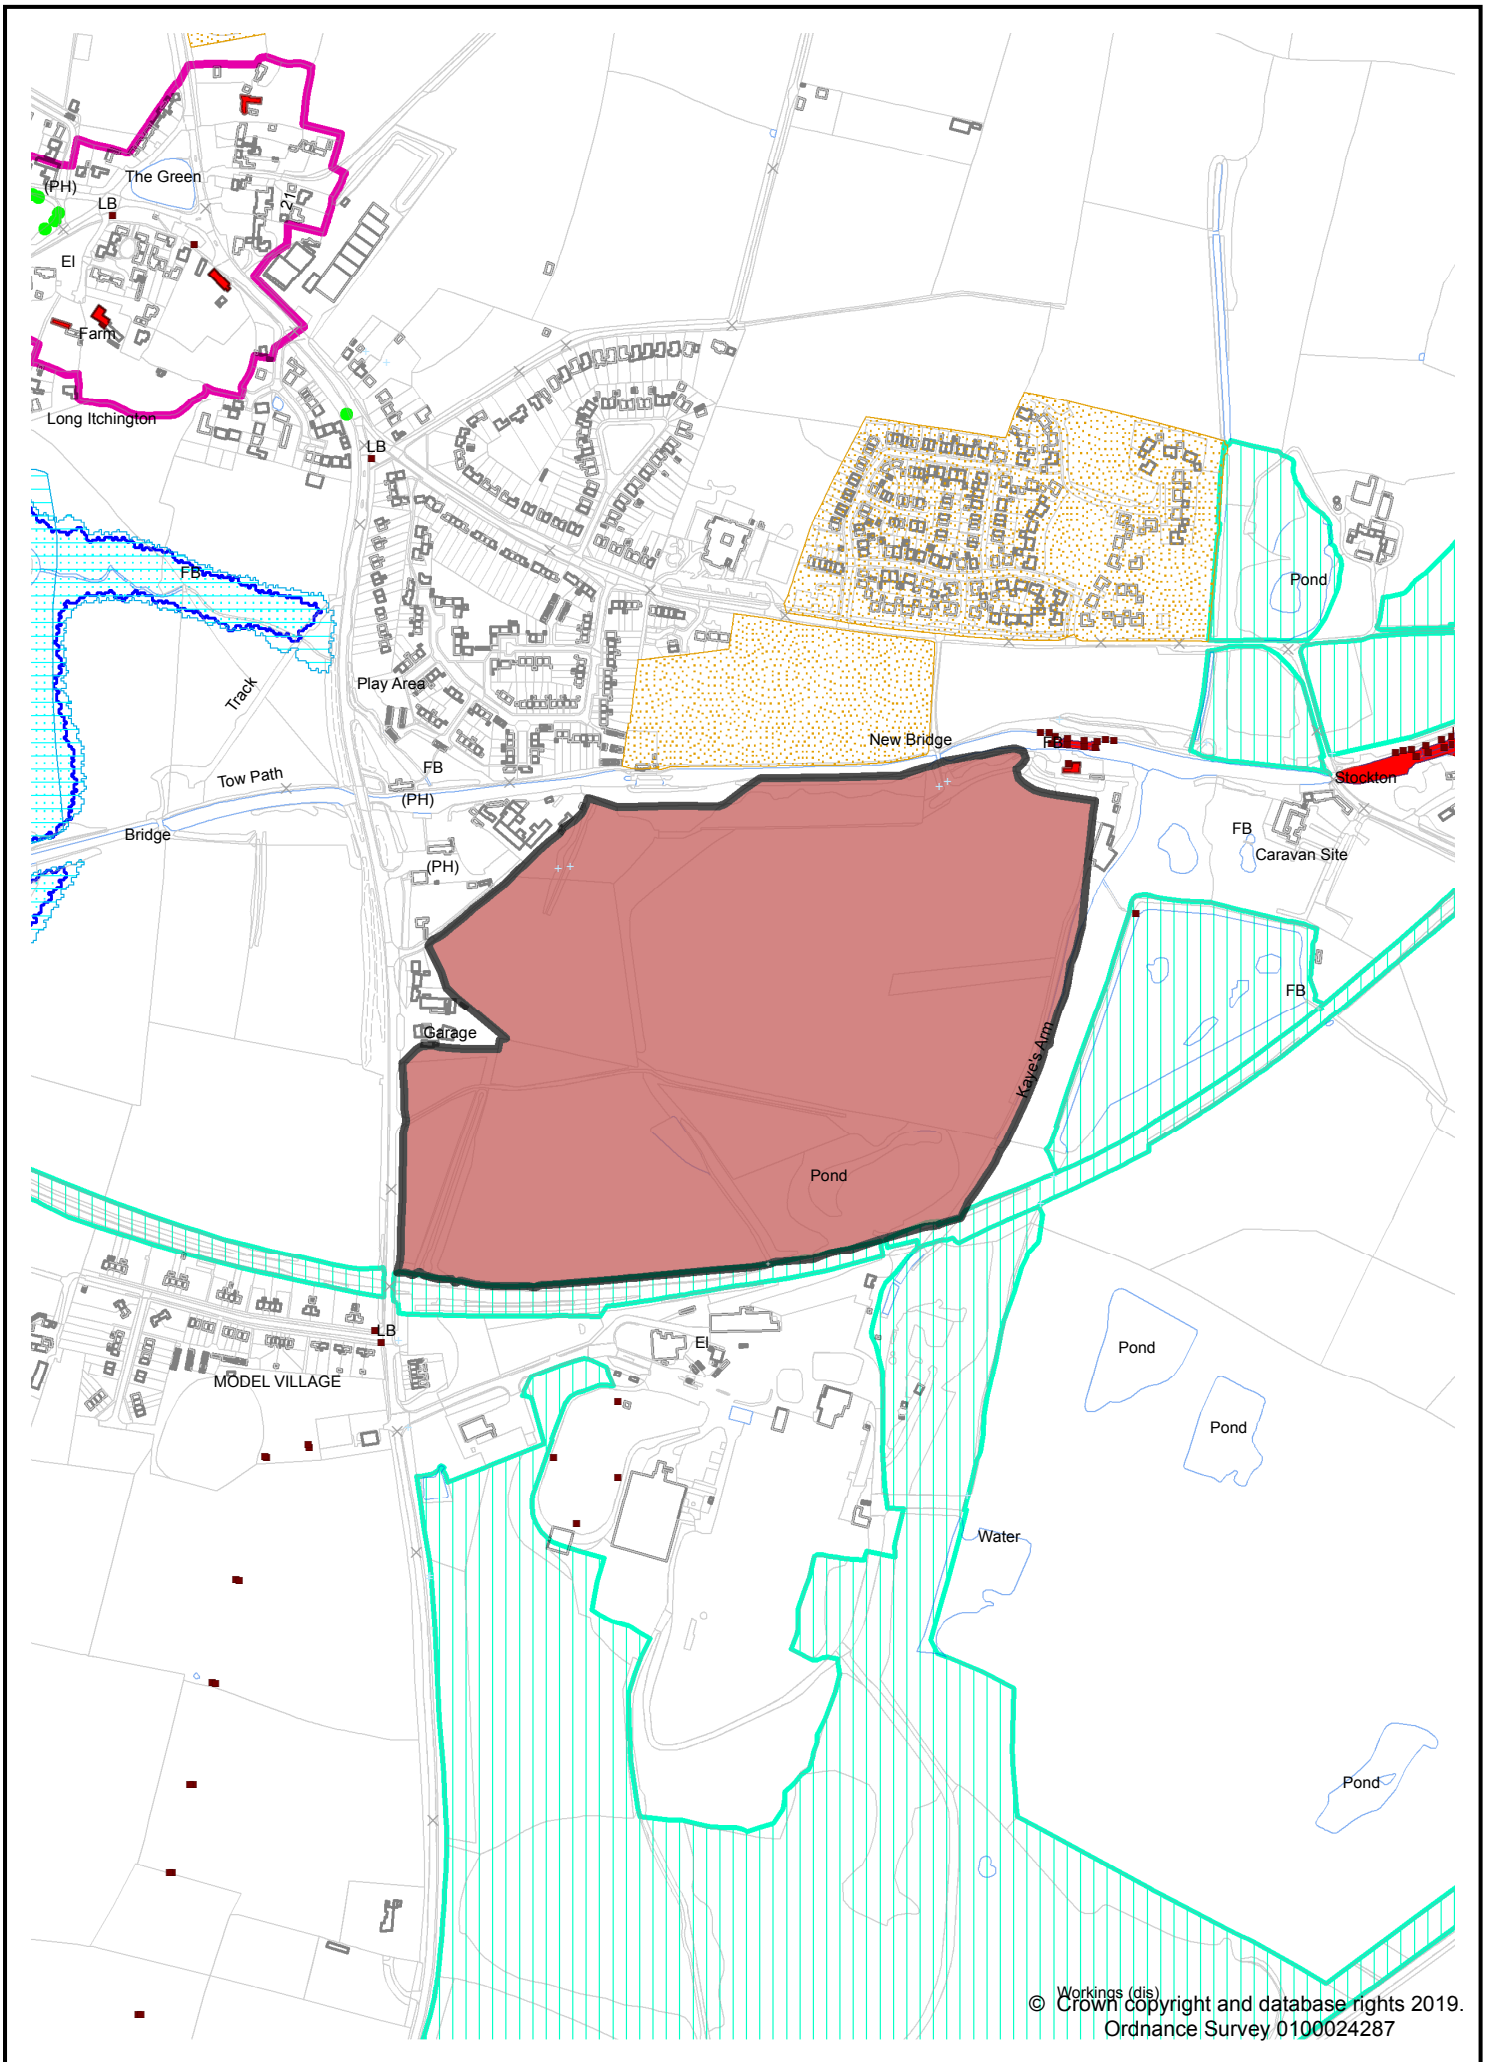 The Green
(PH)
21
LB
El
Farm
Long Itchington
LB
FB
Pond
Track
Play Area
New Bridge
FB
FB
Tow Path
Stockton
(PH)
Bridge
FB
Caravan Site
(PH)
FB
Garage
Kaye's Arm
Pond
LB
El
Pond
MODEL VILLAGE
Pond
Water
Pond
Workings (dis)
© Crown copyright and database rights 2019.
Ordnance Survey 0100024287